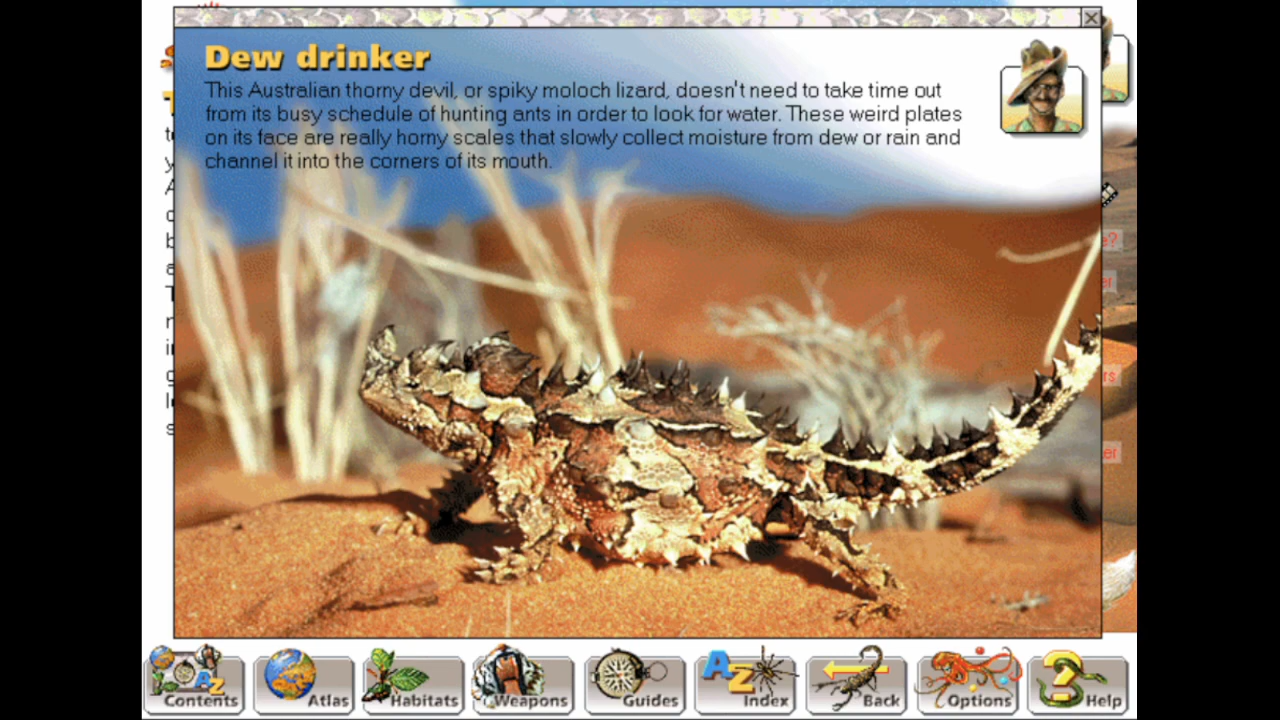 Dew drinker
This Australian thorny devil, or spiky moloch lizard, doesn't need to take time out
from its busy schedule of hunting ants in order to look for water. These weird plates
on its face are really horny scales that slowly collect moisture from dew or rain and
channel it into the corners of its mouth.
Contents
Atlas
Habitats
Weapons
Guides
AZ
Index
Back
Options
Help